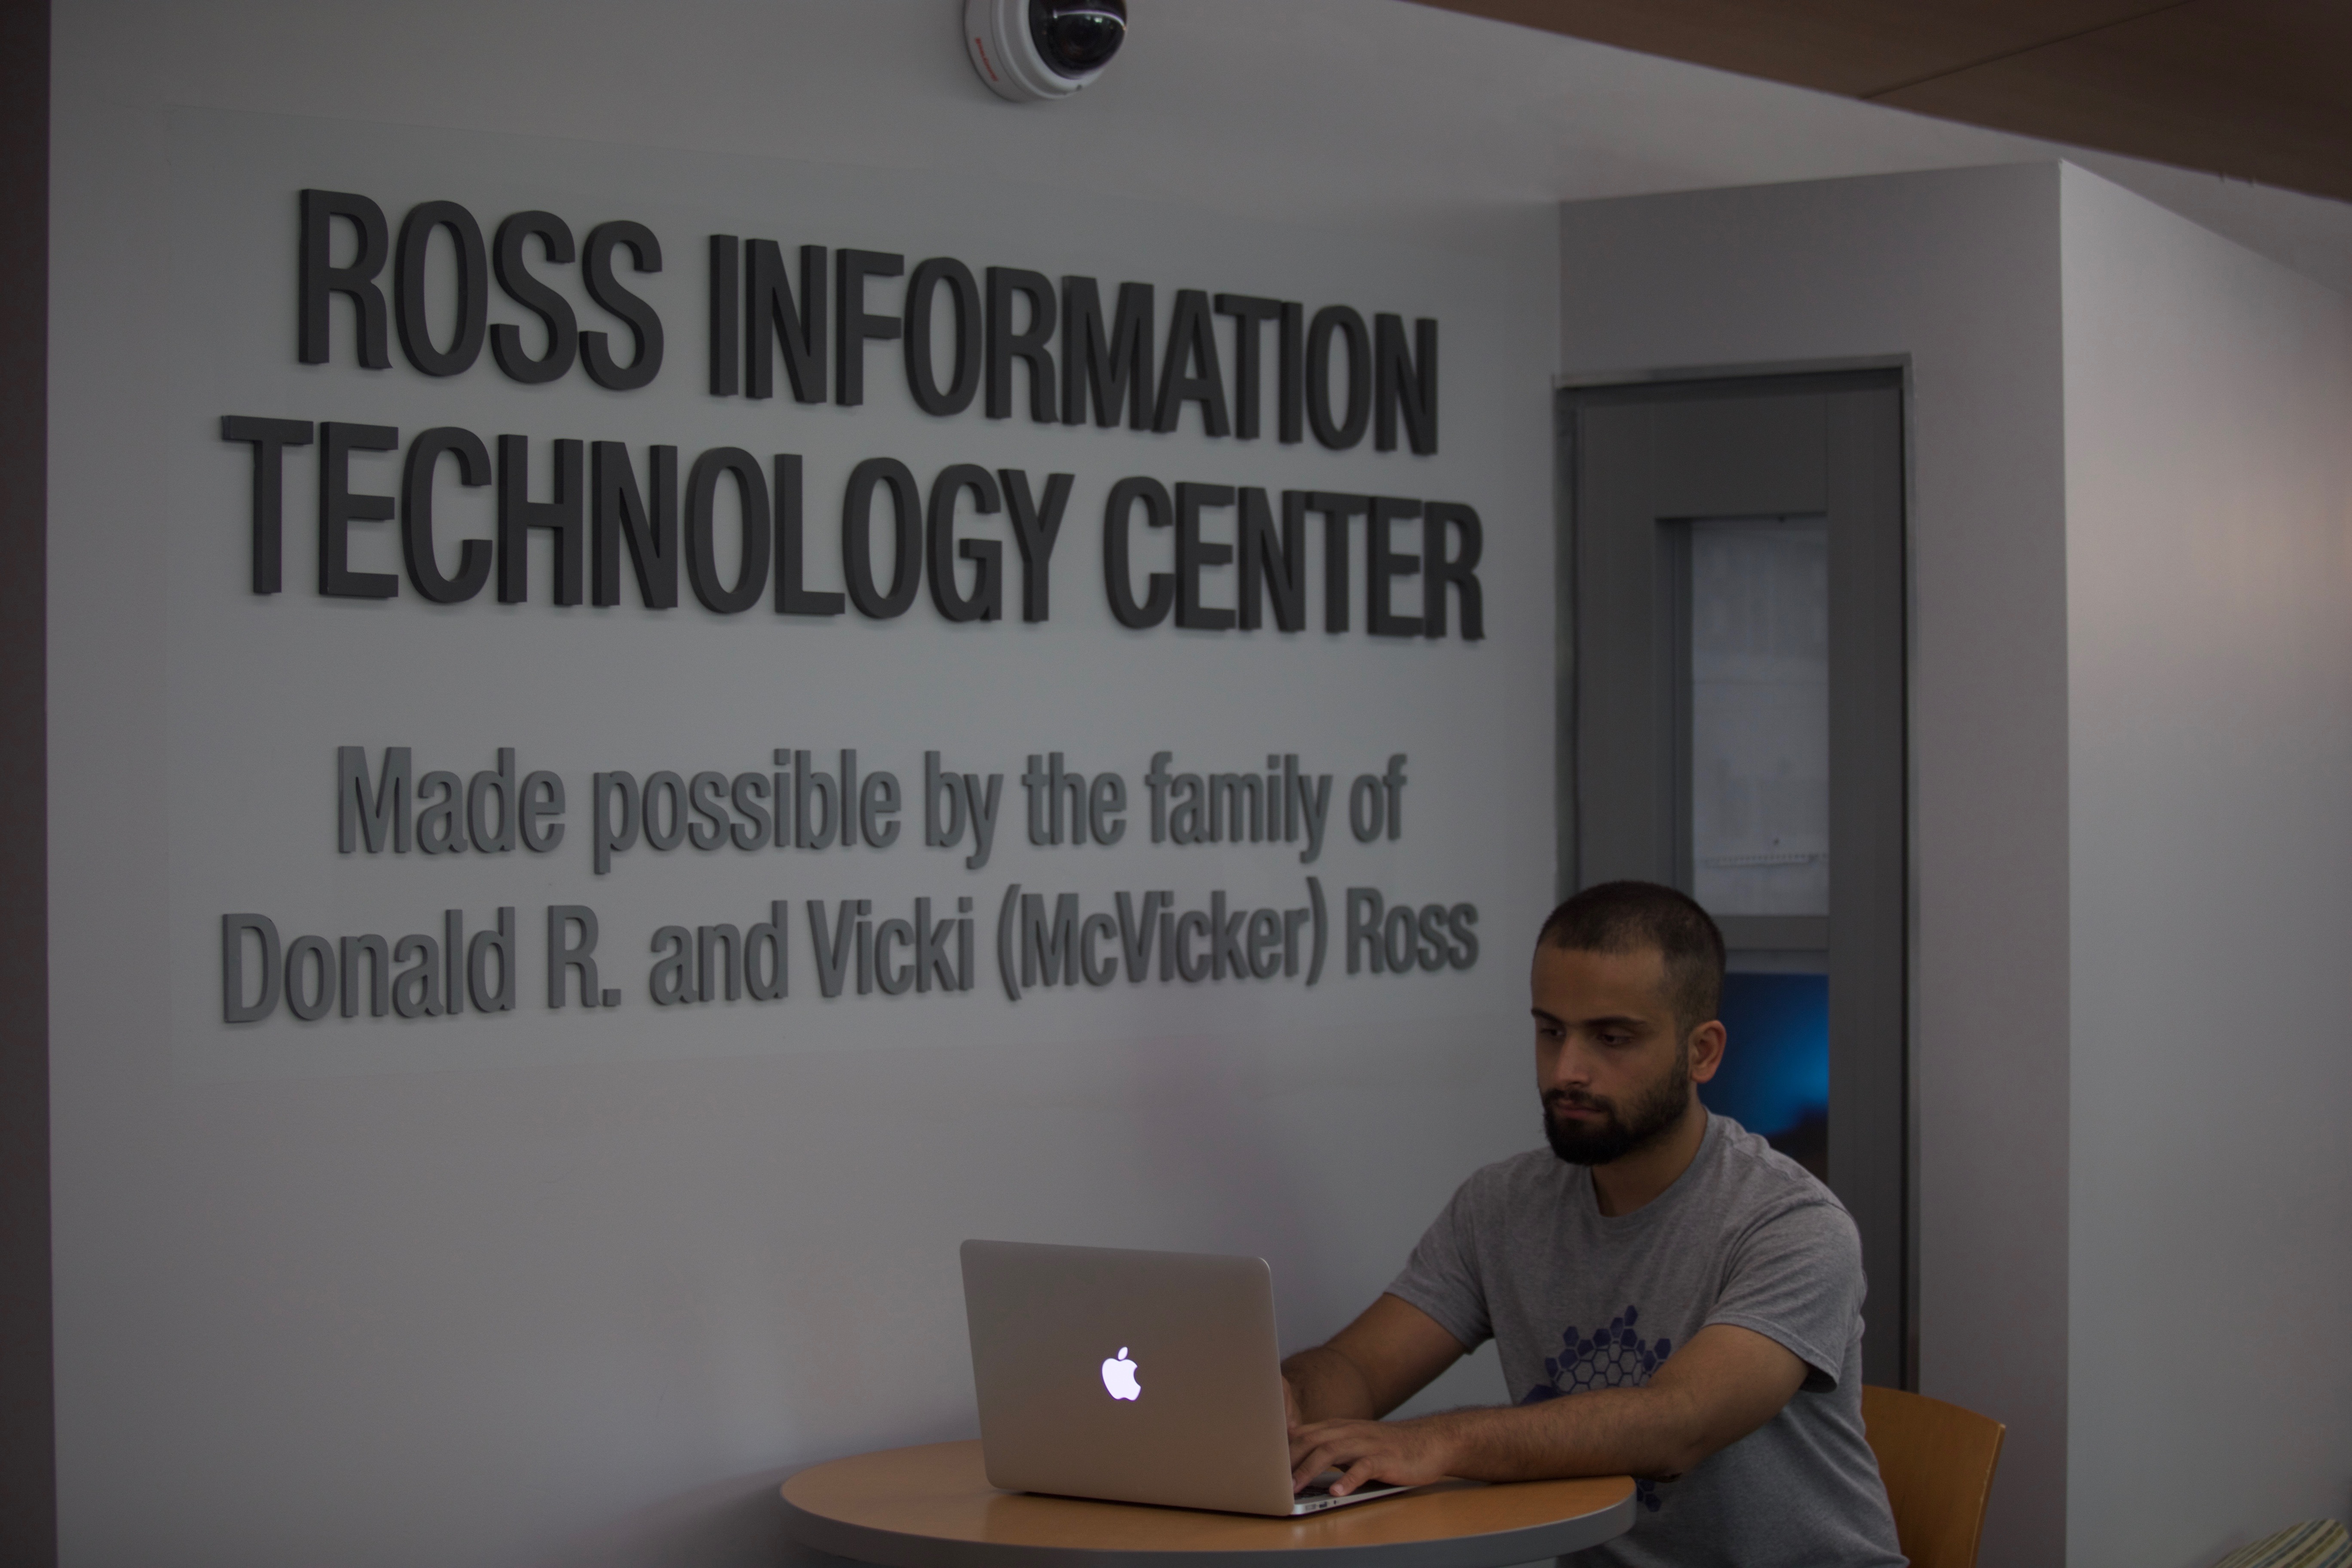 ROSS INFORMATION
TECHNOLOGY CENTER
Made possible by the family of
Donald R. and Vicki (McVicker) Ross